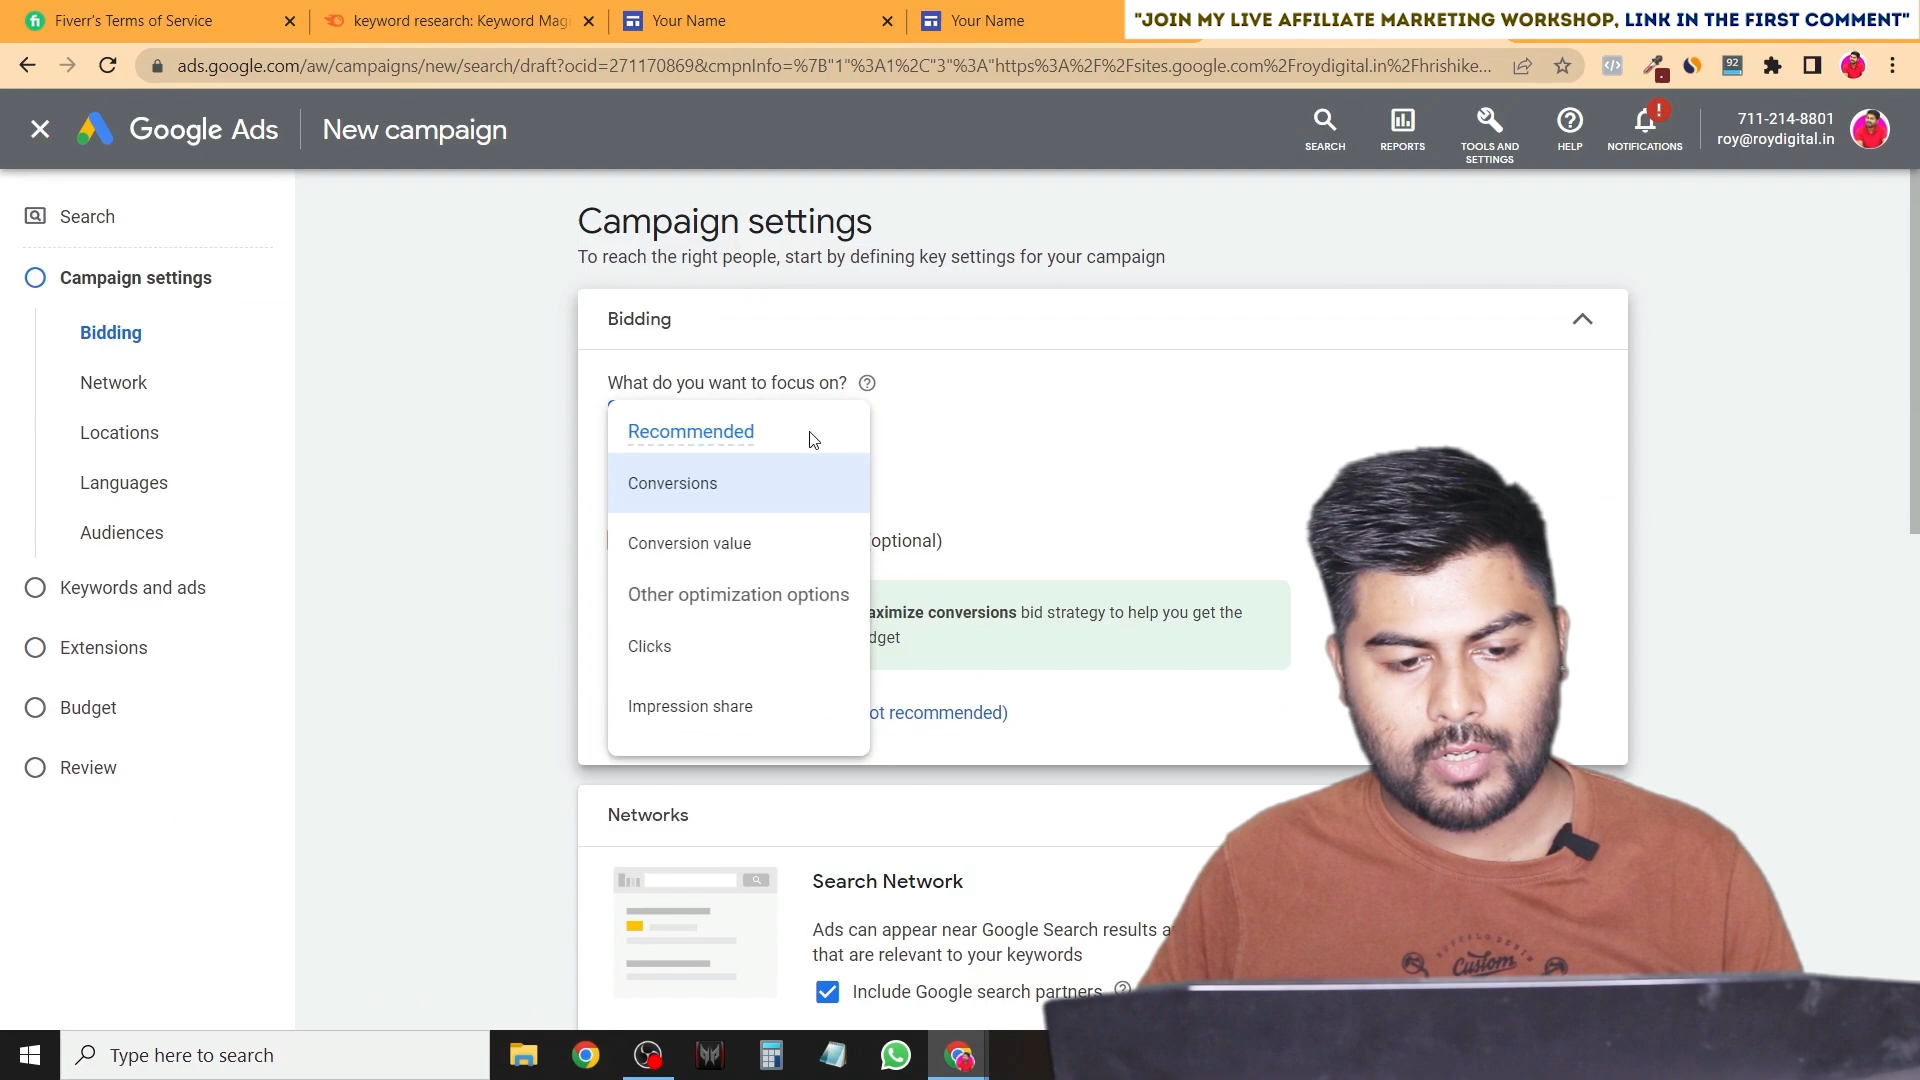 Fiverr's Terms of Service
keyword research: Keyword Magi
Your Name
Your Name
"JOIN MY LIVE AFFILIATE MARKETING WORKSHOP, LINK IN THE FIRST COMMENT"
ads.google.com/aw/campaigns/new/search/draft?ocid=271170869&cmpnInfo=%7B"1"%3A1%2C"3"%3A"https%3A%2F%2Fsites.google.com%2Froydigital.in%2Fhrishike...
92
Google Ads
New campaign
SEARCH
REPORTS
TOOLS AND
SETTINGS
HELP
NOTIFICATIONS
711-214-8801
roy@roydigital.in
Search
Campaign settings
Bidding
Network
Locations
Languages
Audiences
Keywords and ads
Extensions
Budget
Review
Campaign settings
To reach the right people, start by defining key settings for your campaign
Bidding
What do you want to focus on?
Recommended
Conversions
Conversion value
Other optimization options
Clicks
Impression share
optional)
aximize conversions bid strategy to help you get the
dget
ot recommended)
Networks
Search Network
Ads can appear near Google Search results a
that are relevant to your keywords
Include Google search partners
Custom
Type here to search